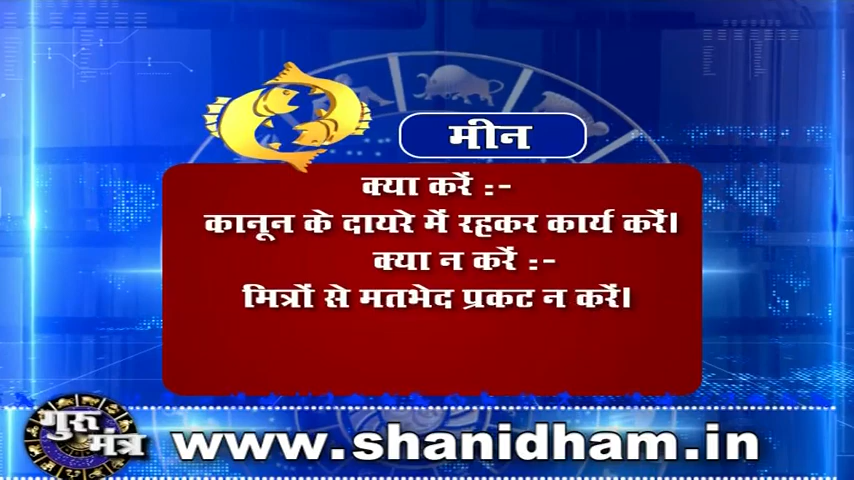 मीन
क्या करें :-
कानून के दायरे में रहकर कार्य करें।
क्या न करें :-
मित्रों से मतभेद प्रकट न करें।
गुरू
मंत्र
www.shanidham.in